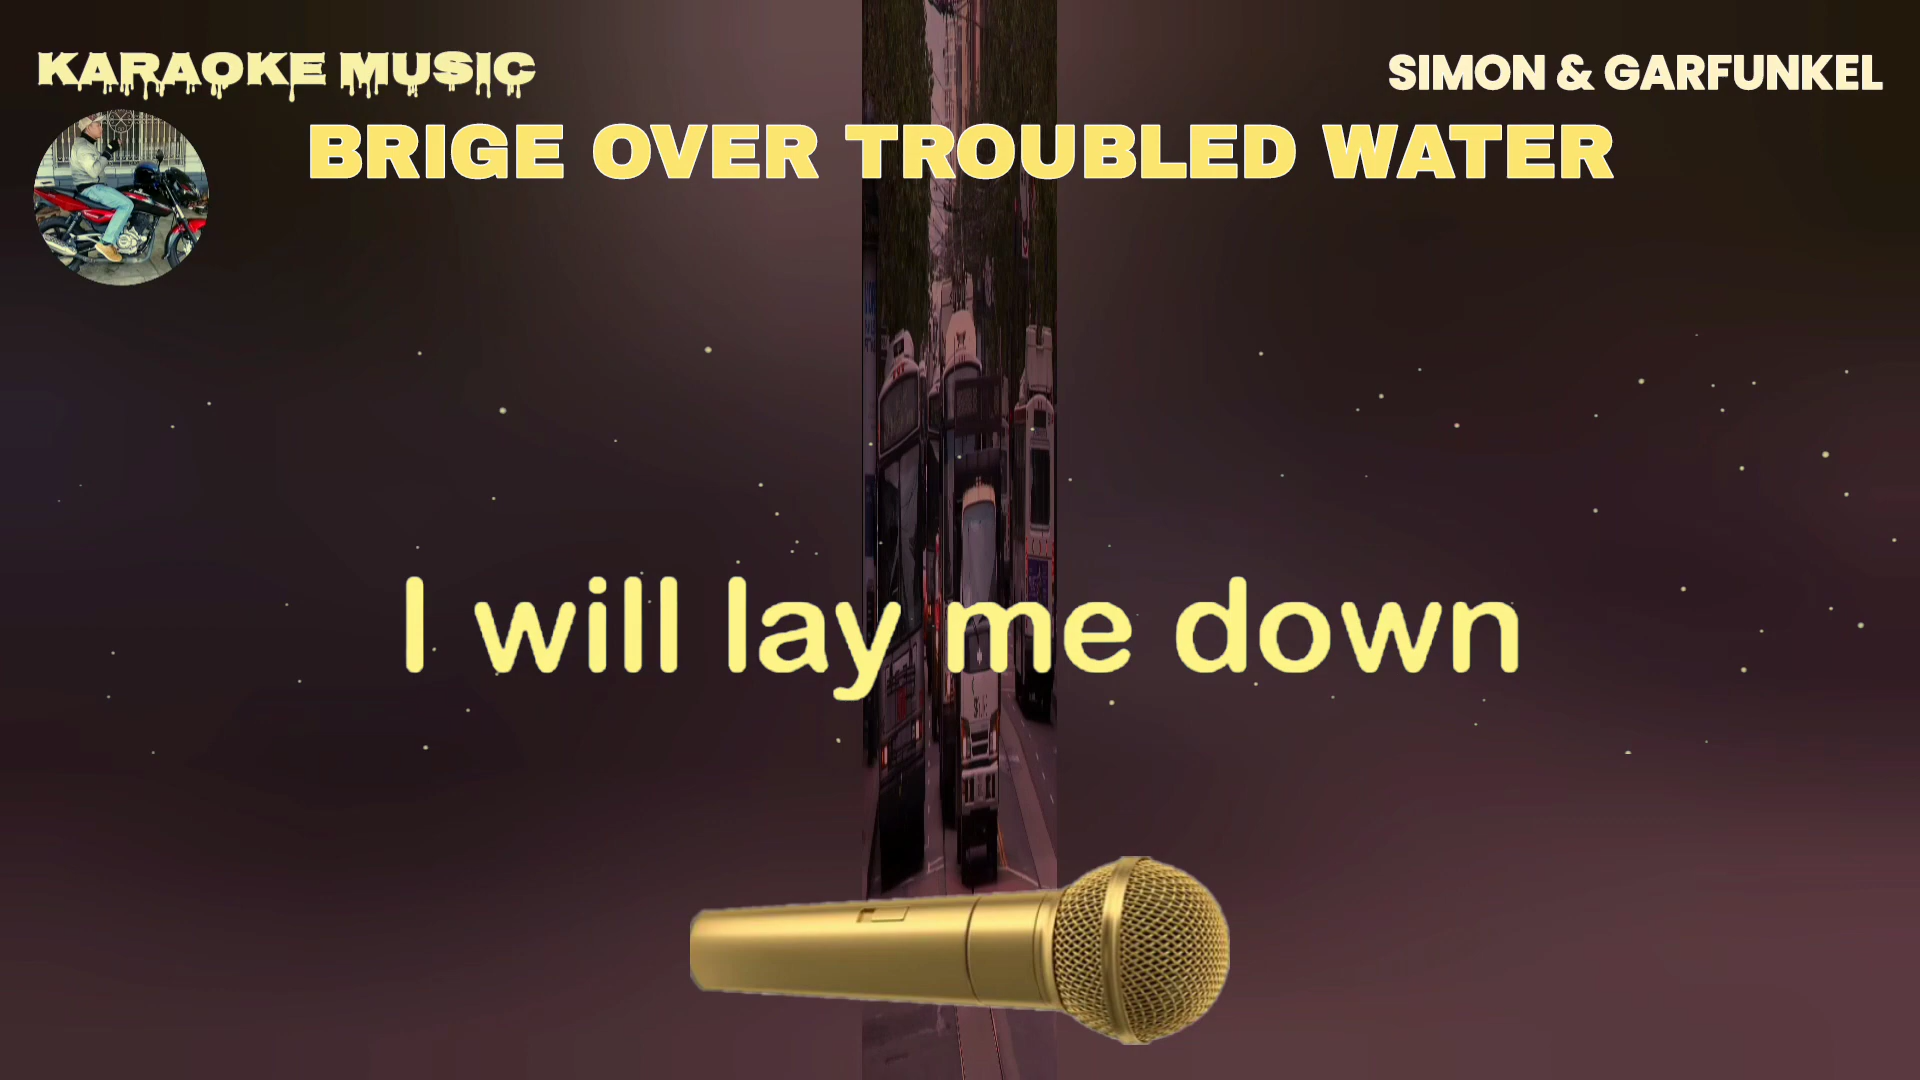 KARAOKE MUSIC
SIMON & GARFUNKEL
BRIGE OVER TROUBLED WATER
I will lay me down